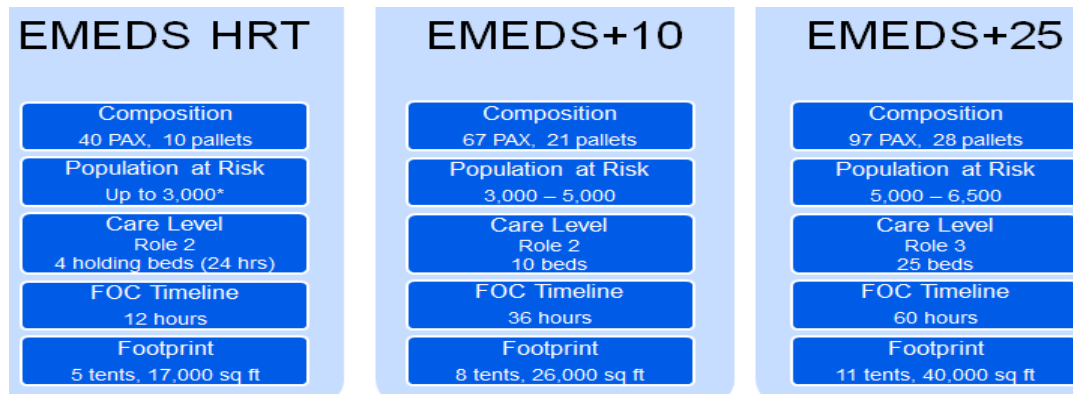 EMEDS HRT
Composition
40 PAX, 10 pallets
Population at Risk
Up to 3,000*
Care Level
Role 2
4 holding beds (24 hrs)
FOC Timeline
12 hours
Footprint
5 tents, 17,000 sq ft
EMEDS+10
Composition
67 PAX, 21 pallets
Population at Risk
3,000 – 5,000
Care Level
Role 2
10 beds
FOC Timeline
36 hours
Footprint
8 tents, 26,000 sq ft
EMEDS+25
Composition
97 PAX, 28 pallets
Population at Risk
5,000 – 6,500
Care Level
Role 3
25 beds
FOC Timeline
60 hours
Footprint
11 tents, 40,000 sq ft